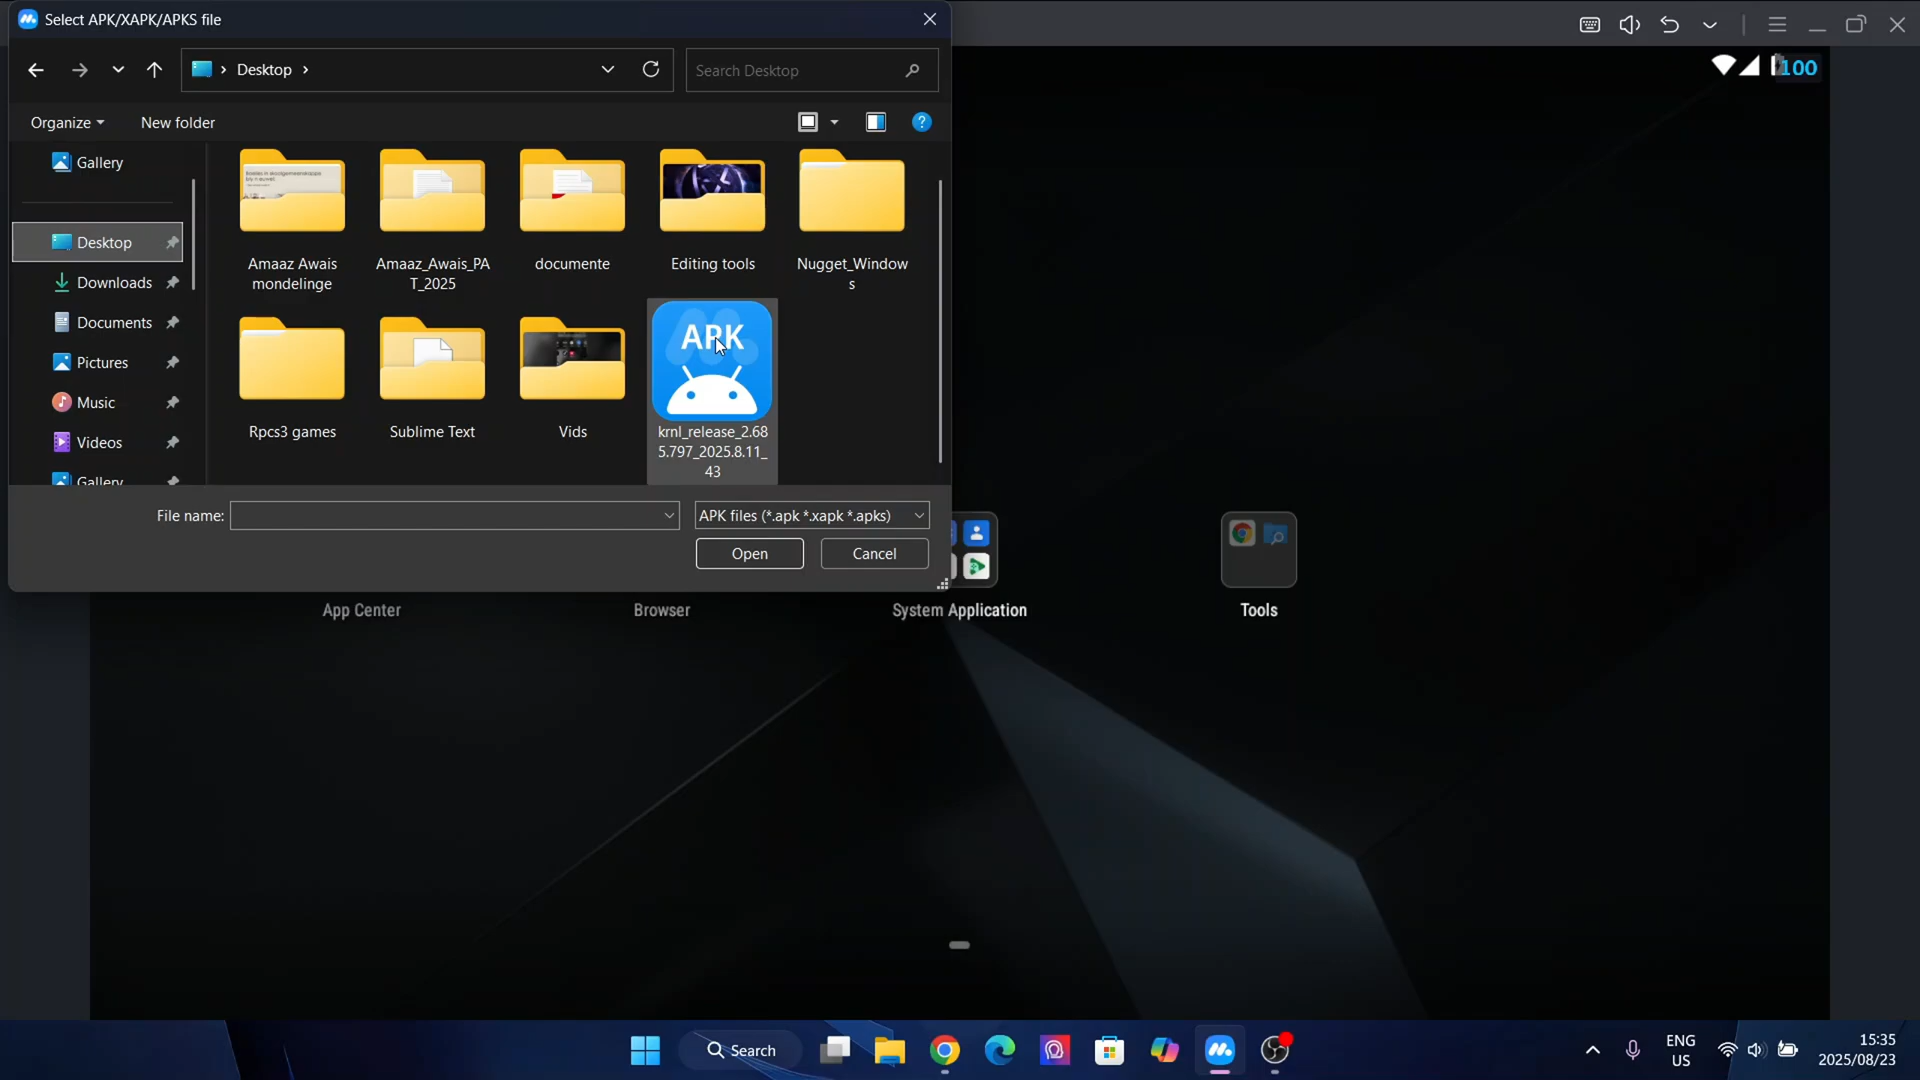 Select APK/XAPK/APKS file
100
Desktop
Search Desktop
Organize
New folder
Gallery
Desktop
Downloads
Documents
Pictures
Music
Videos
Gallery
Amaaz Awais
mondelinge
Amaaz_Awais_PA
T_2025
documente
Editing tools
Nugget_Window
s
Rpcs3 games
Sublime Text
Vids
APK
krnl_release_2.68
5.797_2025.8.11_
43
File name:
APK files (*.apk *.xapk *.apks)
Open
Cancel
App Center
Browser
System Application
Tools
Search
ENG
US
15:35
2025/08/23